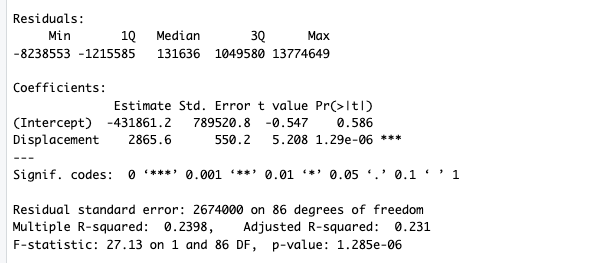 Residuals:
     Min       1Q   Median       3Q      Max
-8238553 -1215585   131636  1049580 13774649

Coefficients:
              Estimate Std. Error t value Pr(>|t|)
(Intercept)  -431861.2   789520.8  -0.547    0.586
Displacement    2865.6      550.2   5.208 1.29e-06 ***
---
Signif. codes:  0 ‘***’ 0.001 ‘**’ 0.01 ‘*’ 0.05 ‘.’ 0.1 ‘ ’ 1

Residual standard error: 2674000 on 86 degrees of freedom
Multiple R-squared:  0.2398,    Adjusted R-squared:  0.231
F-statistic: 27.13 on 1 and 86 DF,  p-value: 1.285e-06